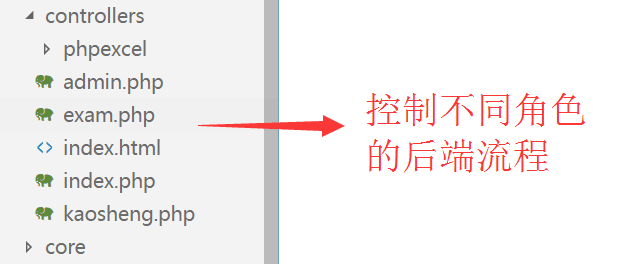 controllers
phpexcel
admin.php
exam.php
index.html
index.php
kaosheng.php
core
控制不同角色
的后端流程